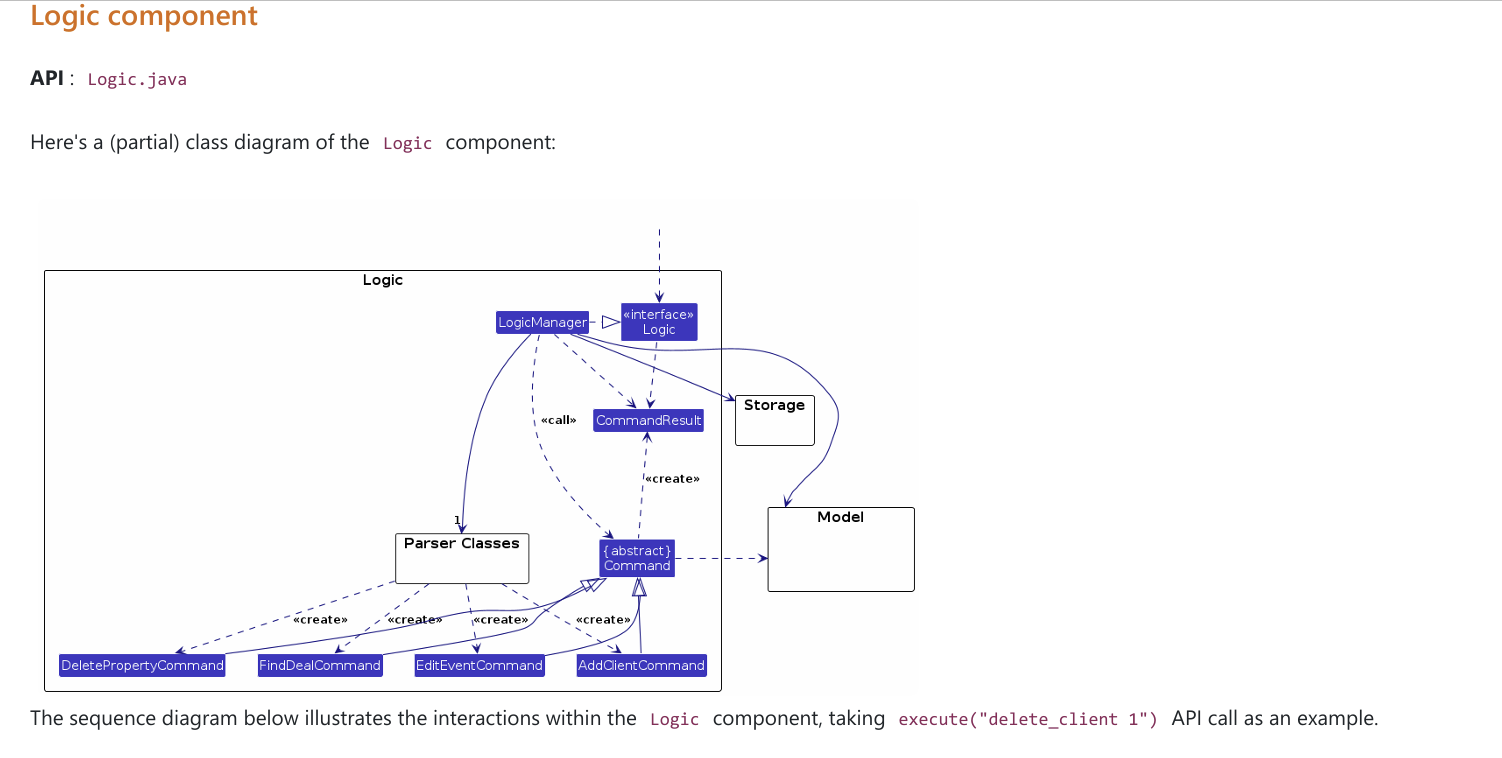 Logic component
API : Logic.java
Here's a (partial) class diagram of the Logic component:
Logic
LogicManager
«interface»
Logic
Storage
«call»
CommandResult
«create»
Model
1
Parser Classes
{abstract}
Command
«create» «create» «create» «create»
DeletePropertyCommand FindDealCommand EditEventCommand AddClientCommand
The sequence diagram below illustrates the interactions within the Logic component, taking execute("delete_client 1") API call as an example.